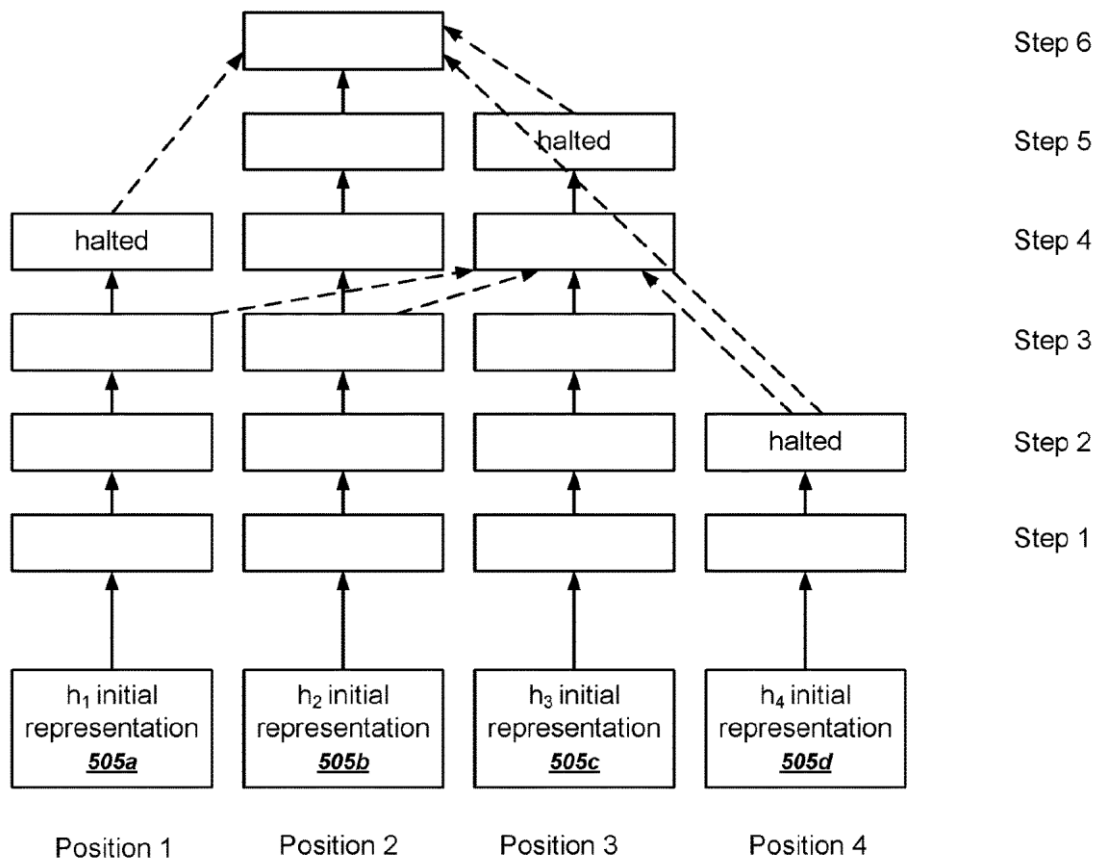 Step 6
halted
Step 5
halted
Step 4
Step 3
halted
Step 2
Step 1
h₁ initial
representation
505a
h₂ initial
representation
505b
h₃ initial
representation
505c
h₄ initial
representation
505d
Position 1
Position 2
Position 3
Position 4